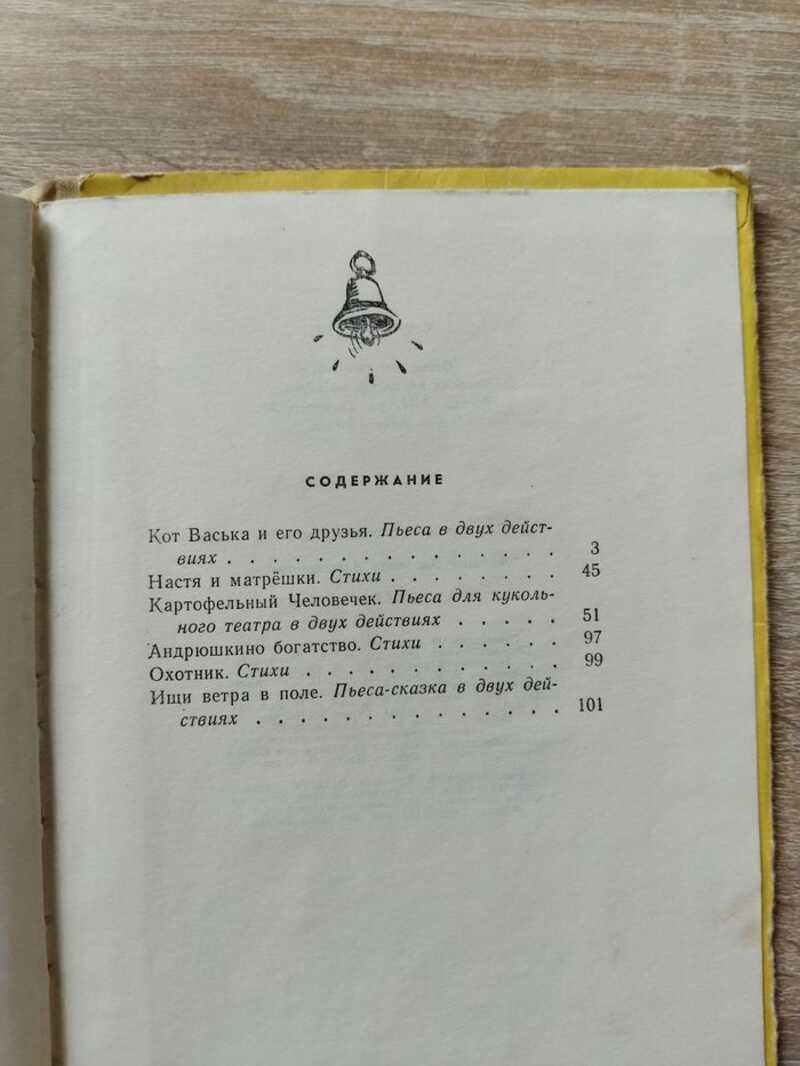 СОДЕРЖАНИЕ
Кот Васька и его друзья. Пьеса в двух дейст-
виях . . . . . . . . . . . . . . . 3
Настя и матрёшки. Стихи . . . . . . . . 45
Картофельный Человечек. Пьеса для куколь-
ного театра в двух действиях . . . . . 51
Андрюшкино богатство. Стихи . . . . . . 97
Охотник. Стихи . . . . . . . . . . . . 99
Ищи ветра в поле. Пьеса-сказка в двух дей-
ствиях . . . . . . . . . . . . . . 101